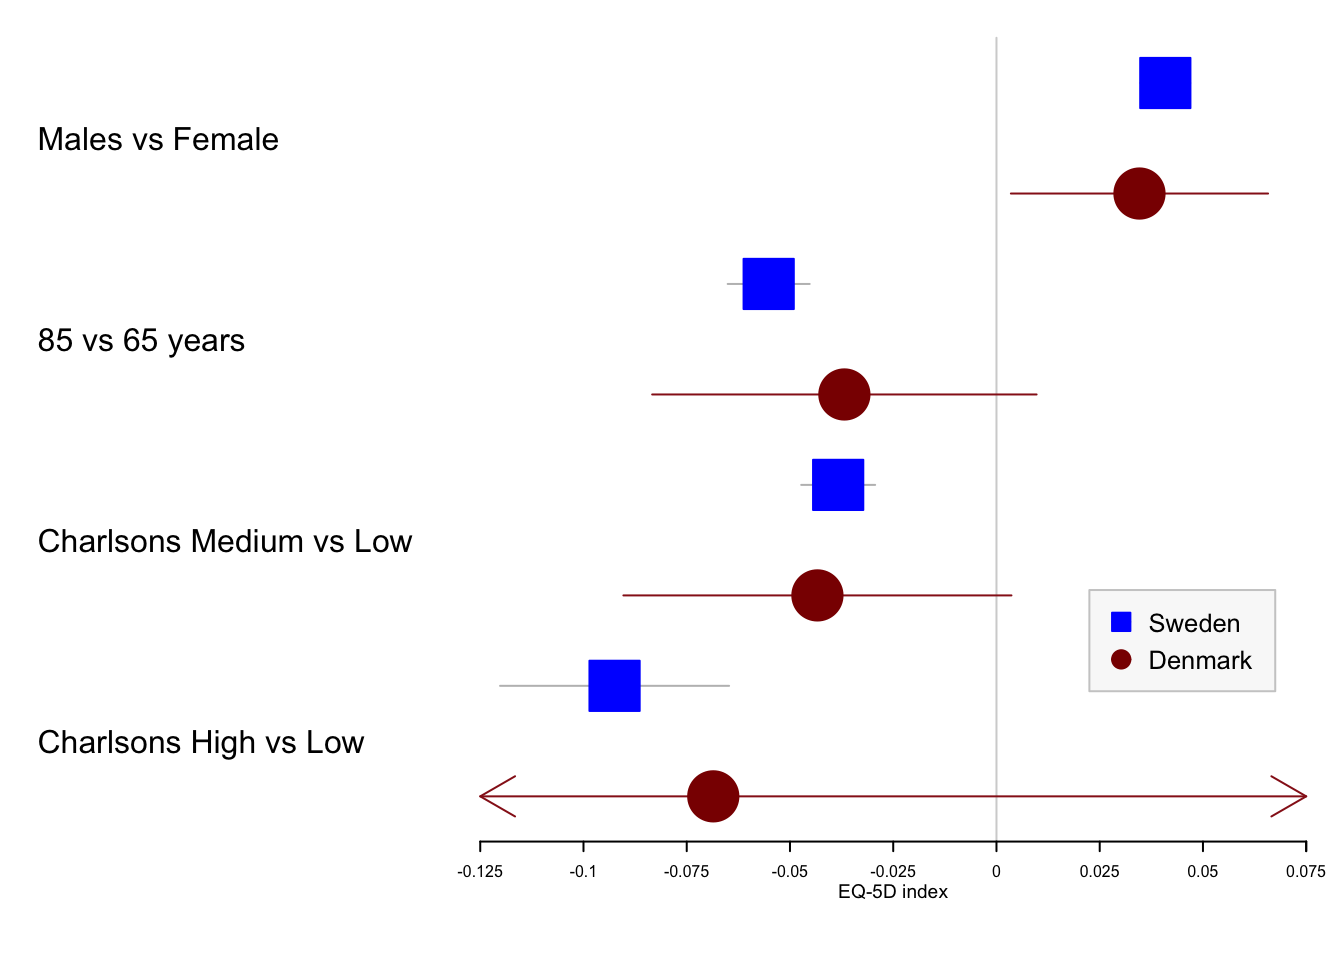 Males vs Female
85 vs 65 years
Charlsons Medium vs Low
Sweden
Denmark
Charlsons High vs Low
-0.125 -0.1 -0.075 -0.05 -0.025 0 0.025 0.05 0.075
EQ-5D index